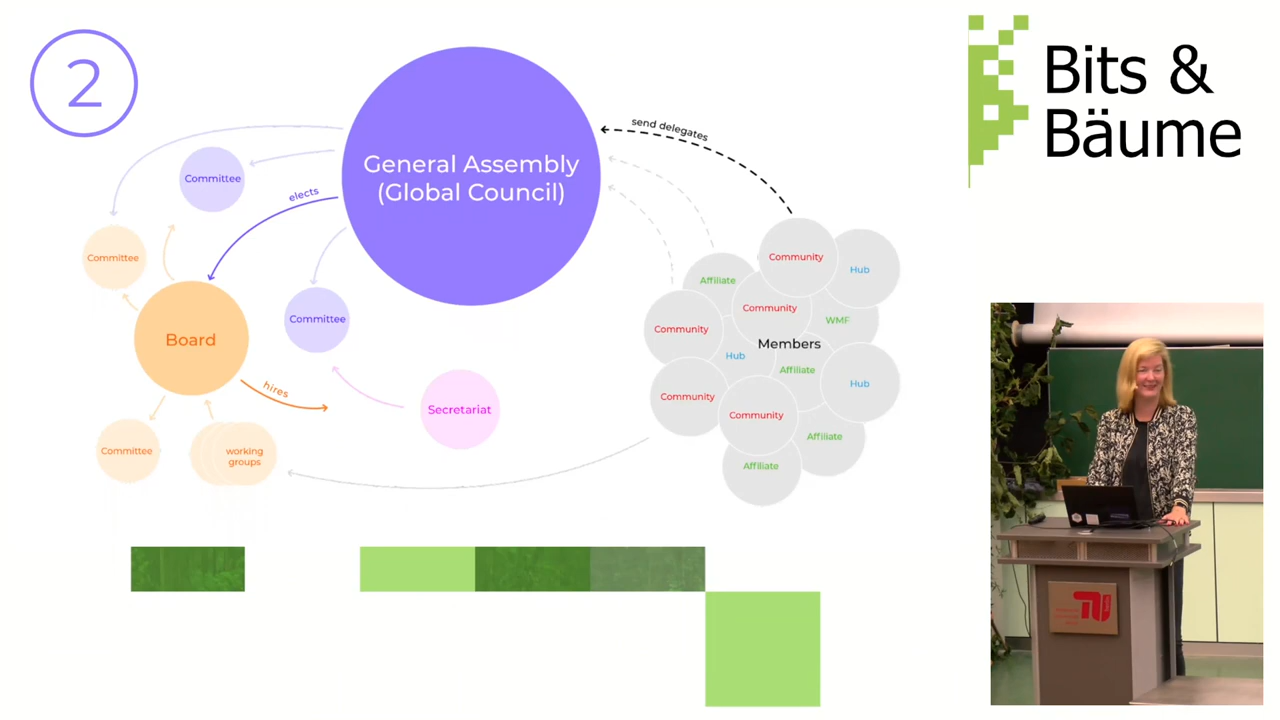 2
General Assembly
(Global Council)
send delegates
Committee
elects
Committee
Board
Committee
hires
Secretariat
Committee
working
groups
Community
Hub
Affiliate
Community
WMF
Community
Members
Hub
Affiliate
Hub
Community
Community
Affiliate
Affiliate
Bits &
Bäume